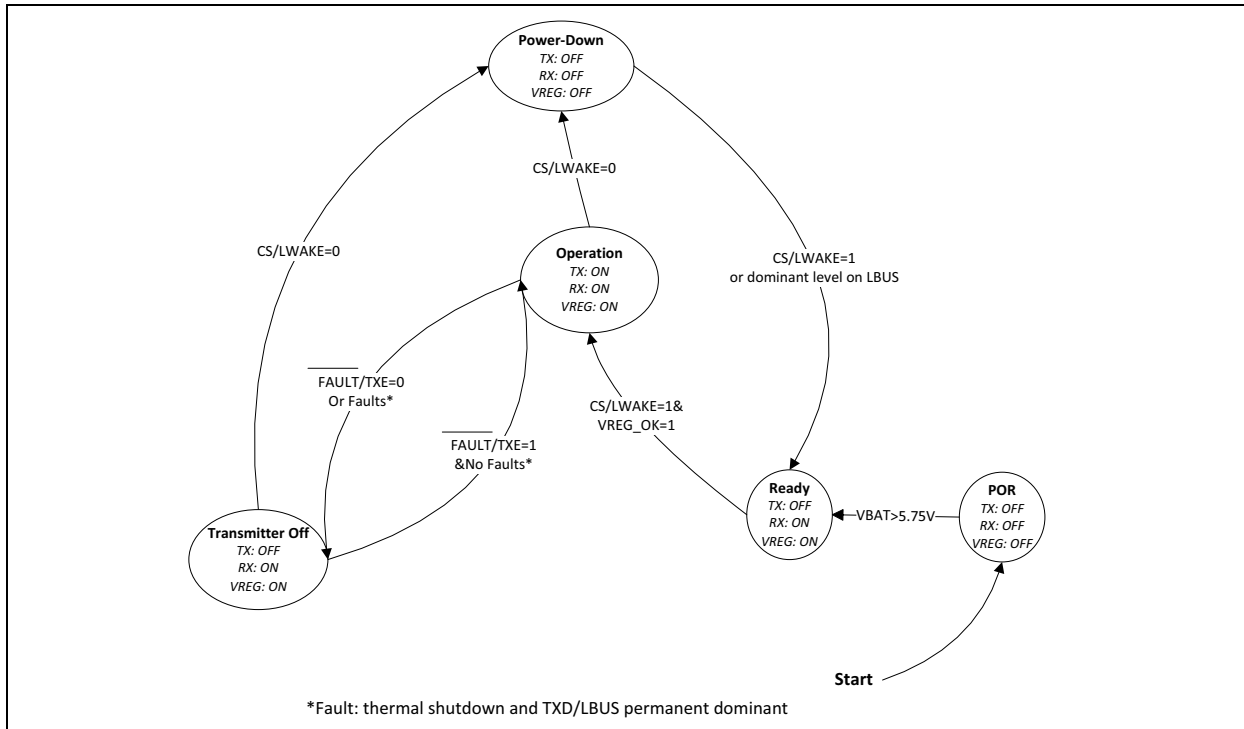 Power-Down
TX: OFF
RX: OFF
VREG: OFF
CS/LWAKE=0
CS/LWAKE=0
Operation
TX: ON
RX: ON
VREG: ON
CS/LWAKE=1
or dominant level on LBUS
FAULT/TXE=0
Or Faults*
FAULT/TXE=1
&No Faults*
CS/LWAKE=1&
VREG_OK=1
Transmitter Off
TX: OFF
RX: ON
VREG: ON
Ready
TX: OFF
RX: ON
VREG: ON
VBAT>5.75V
POR
TX: OFF
RX: OFF
VREG: OFF
Start
*Fault: thermal shutdown and TXD/LBUS permanent dominant